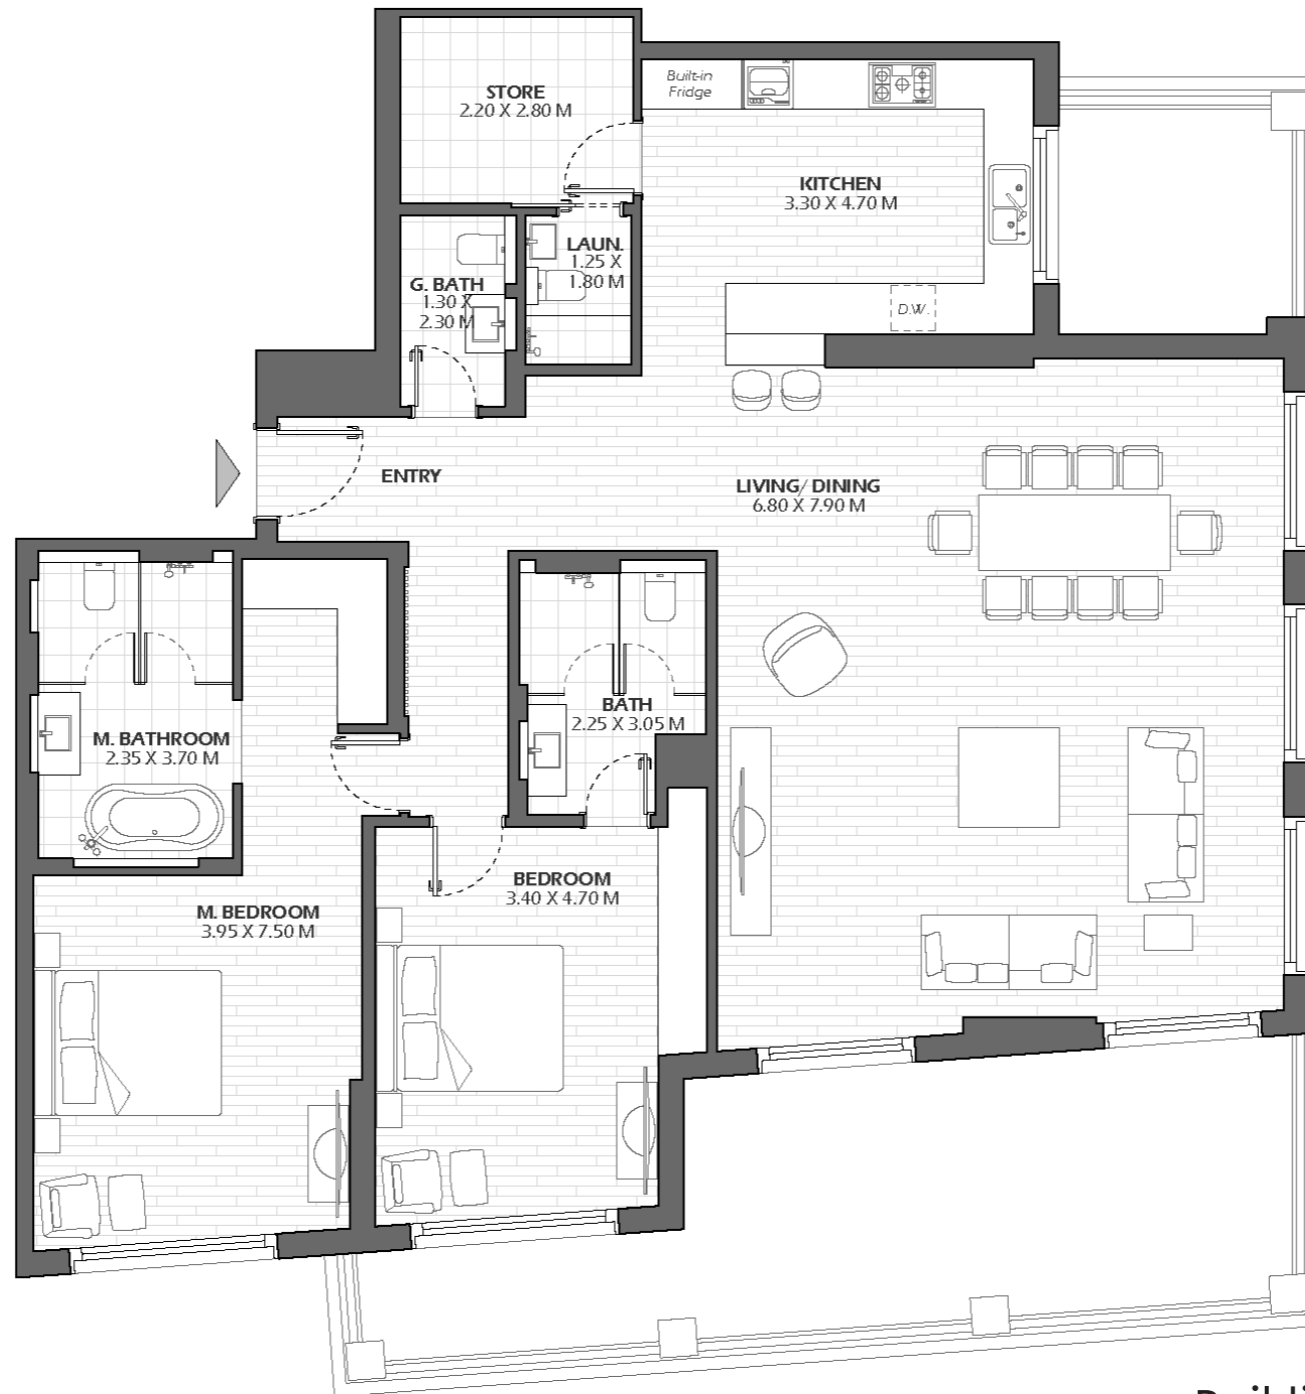 STORE
2.20 X 2.80 M
Built-in
Fridge
KITCHEN
3.30 X 4.70 M
LAUN.
1.25 X
1.80 M
G. BATH
1.30 X
2.30 M
D.W.
ENTRY
LIVING/ DINING
6.80 X 7.90 M
BATH
2.25 X 3.05 M
M. BATHROOM
2.35 X 3.70 M
BEDROOM
3.40 X 4.70 M
M. BEDROOM
3.95 X 7.50 M